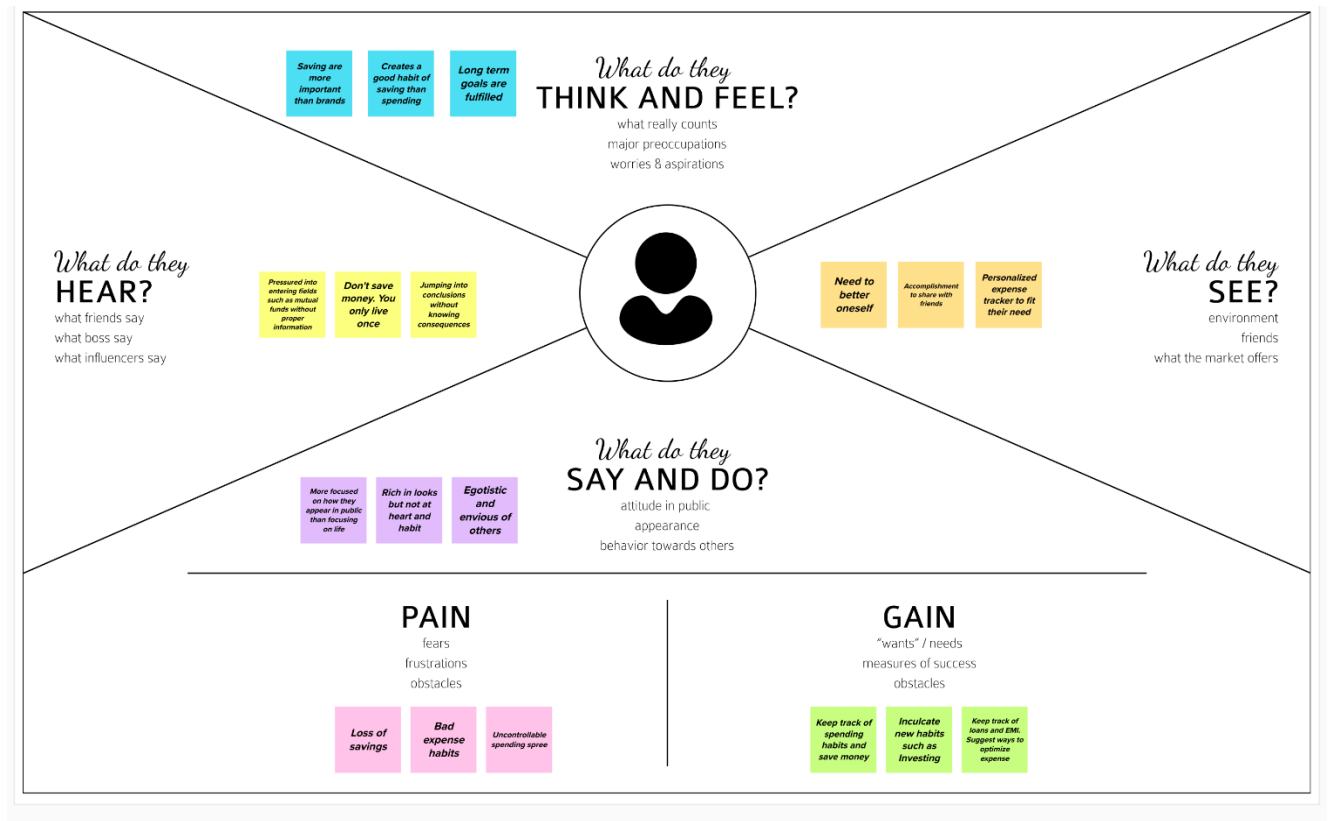 What do they
THINK AND FEEL?
what really counts
major preoccupations
worries & aspirations
Saving are
more
important
than brands
Creates a
good habit of
saving than
spending
Long term
goals are
fulfilled
What do they
HEAR?
what friends say
what boss say
what influencers say
Pressured into
entering fields
such as mutual
funds without
proper
information
Don't save
money. You
only live
once
Jumping into
conclusions
without
knowing
consequences
What do they
SEE?
environment
friends
what the market offers
Need to
better
oneself
Accomplishment
to share with
friends
Personalized
expense
tracker to fit
their need
What do they
SAY AND DO?
attitude in public
appearance
behavior towards others
More focused
on how they
appear in public
than focusing
on life
Rich in looks
but not at
heart and
habit
Egotistic
and
envious of
others
PAIN
fears
frustrations
obstacles
Loss of
savings
Bad
expense
habits
Uncontrollable
spending spree
GAIN
"wants" / needs
measures of success
obstacles
Keep track of
spending
habits and
save money
Inculcate
new habits
such as
Investing
Keep track of
loans and EMI.
Suggest ways to
optimize
expense